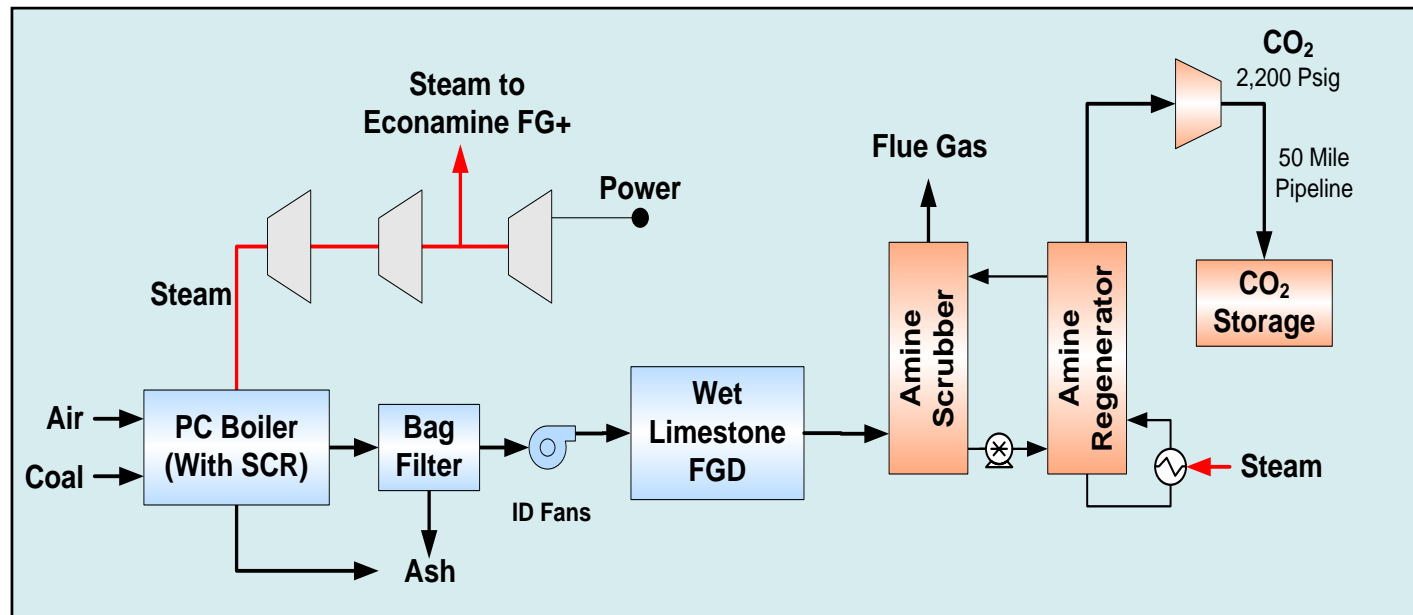 CO₂
2,200 Psig
Steam to
Econamine FG+
Flue Gas
50 Mile
Pipeline
Power
Steam
Amine
Scrubber
Amine
Regenerator
CO₂
Storage
Air
Coal
PC Boiler
(With SCR)
Bag
Filter
Wet
Limestone
FGD
Steam
ID Fans
Ash